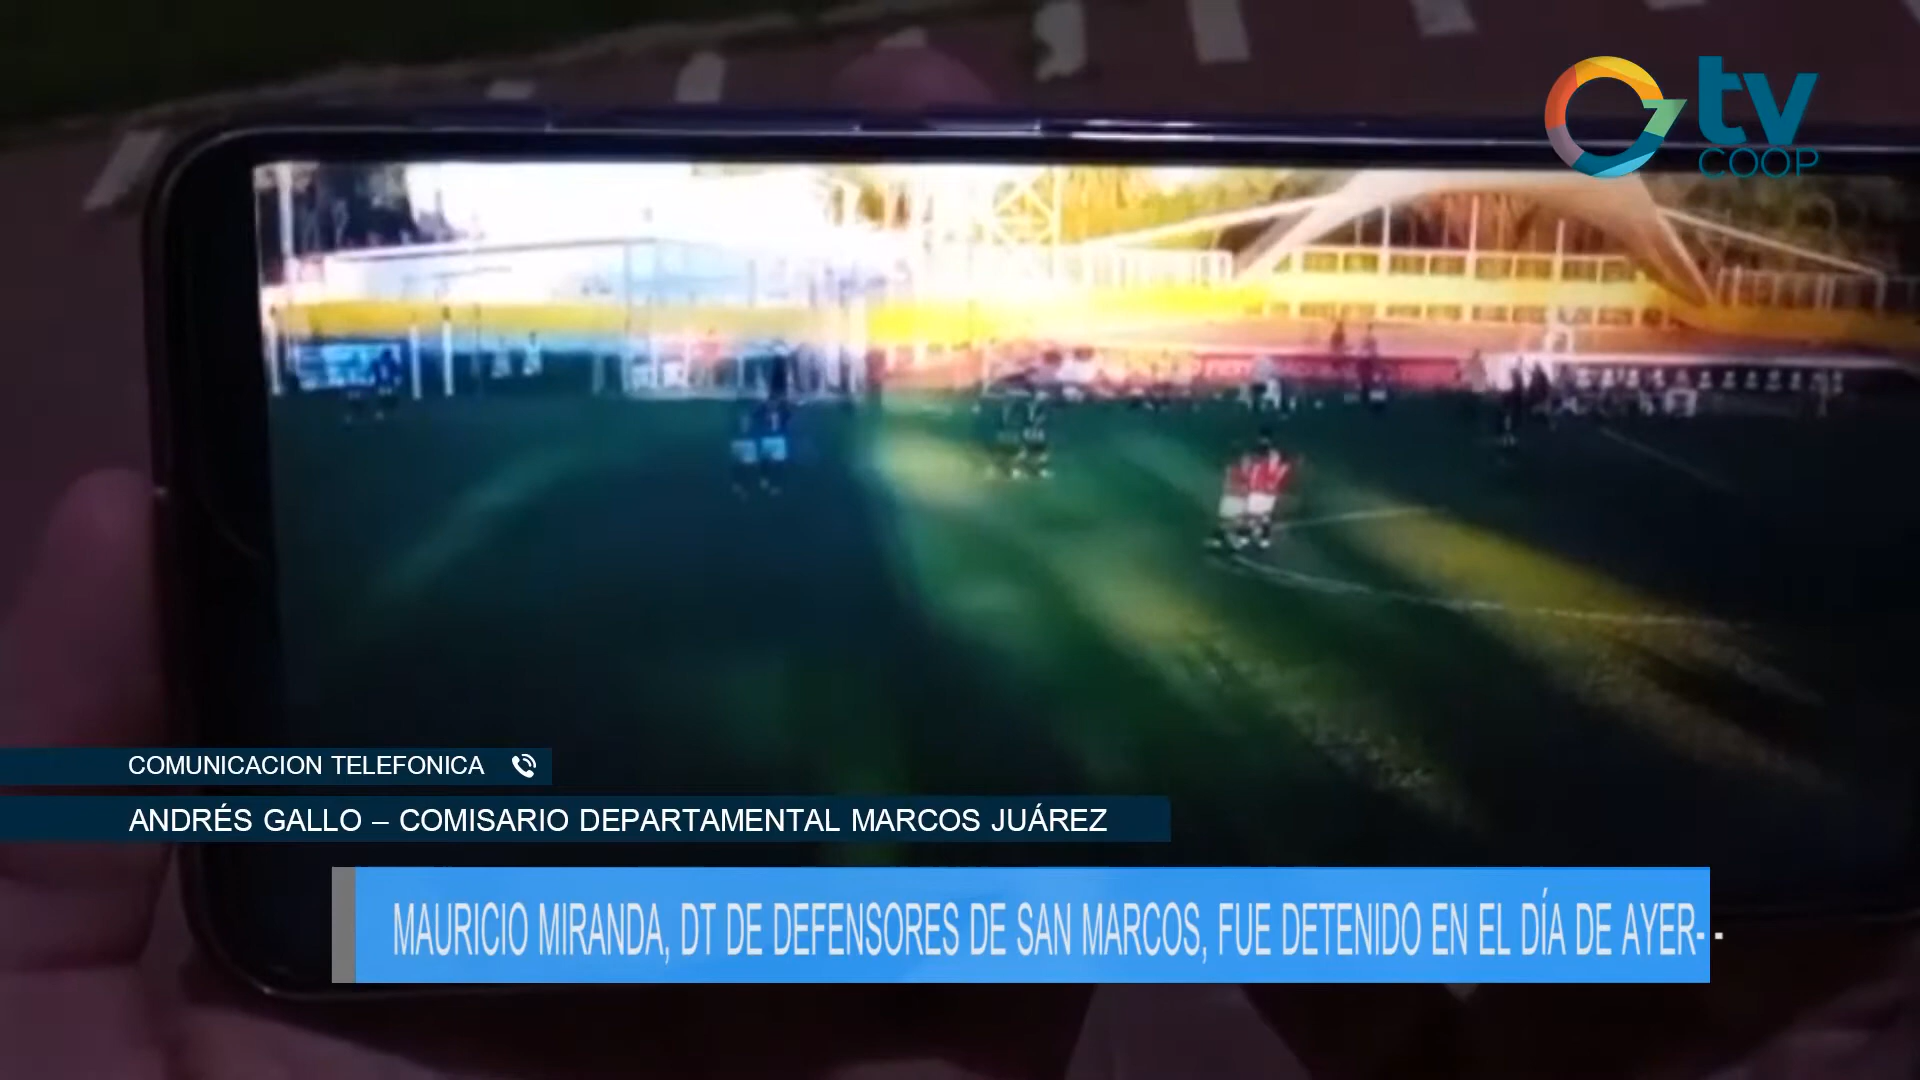 tv
COOP
COMUNICACION TELEFONICA
ANDRÉS GALLO – COMISARIO DEPARTAMENTAL MARCOS JUÁREZ
MAURICIO MIRANDA, DT DE DEFENSORES DE SAN MARCOS, FUE DETENIDO EN EL DÍA DE AYER- -